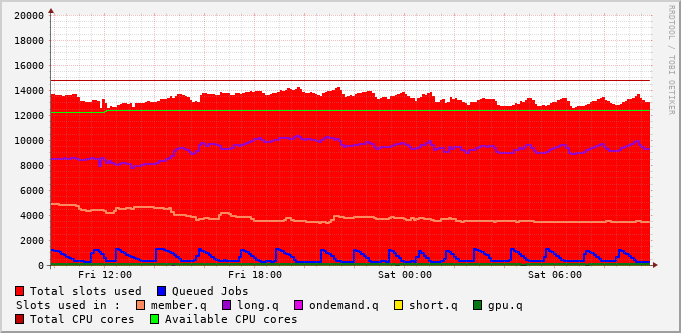 20000
18000
16000
14000
12000
10000
8000
6000
4000
2000
0
Fri 12:00 Fri 18:00 Sat 00:00 Sat 06:00
RRDTOOL / TOBI OETIKER
Total slots used Queued Jobs
Slots used in : member.q long.q ondemand.q short.q gpu.q
Total CPU cores Available CPU cores